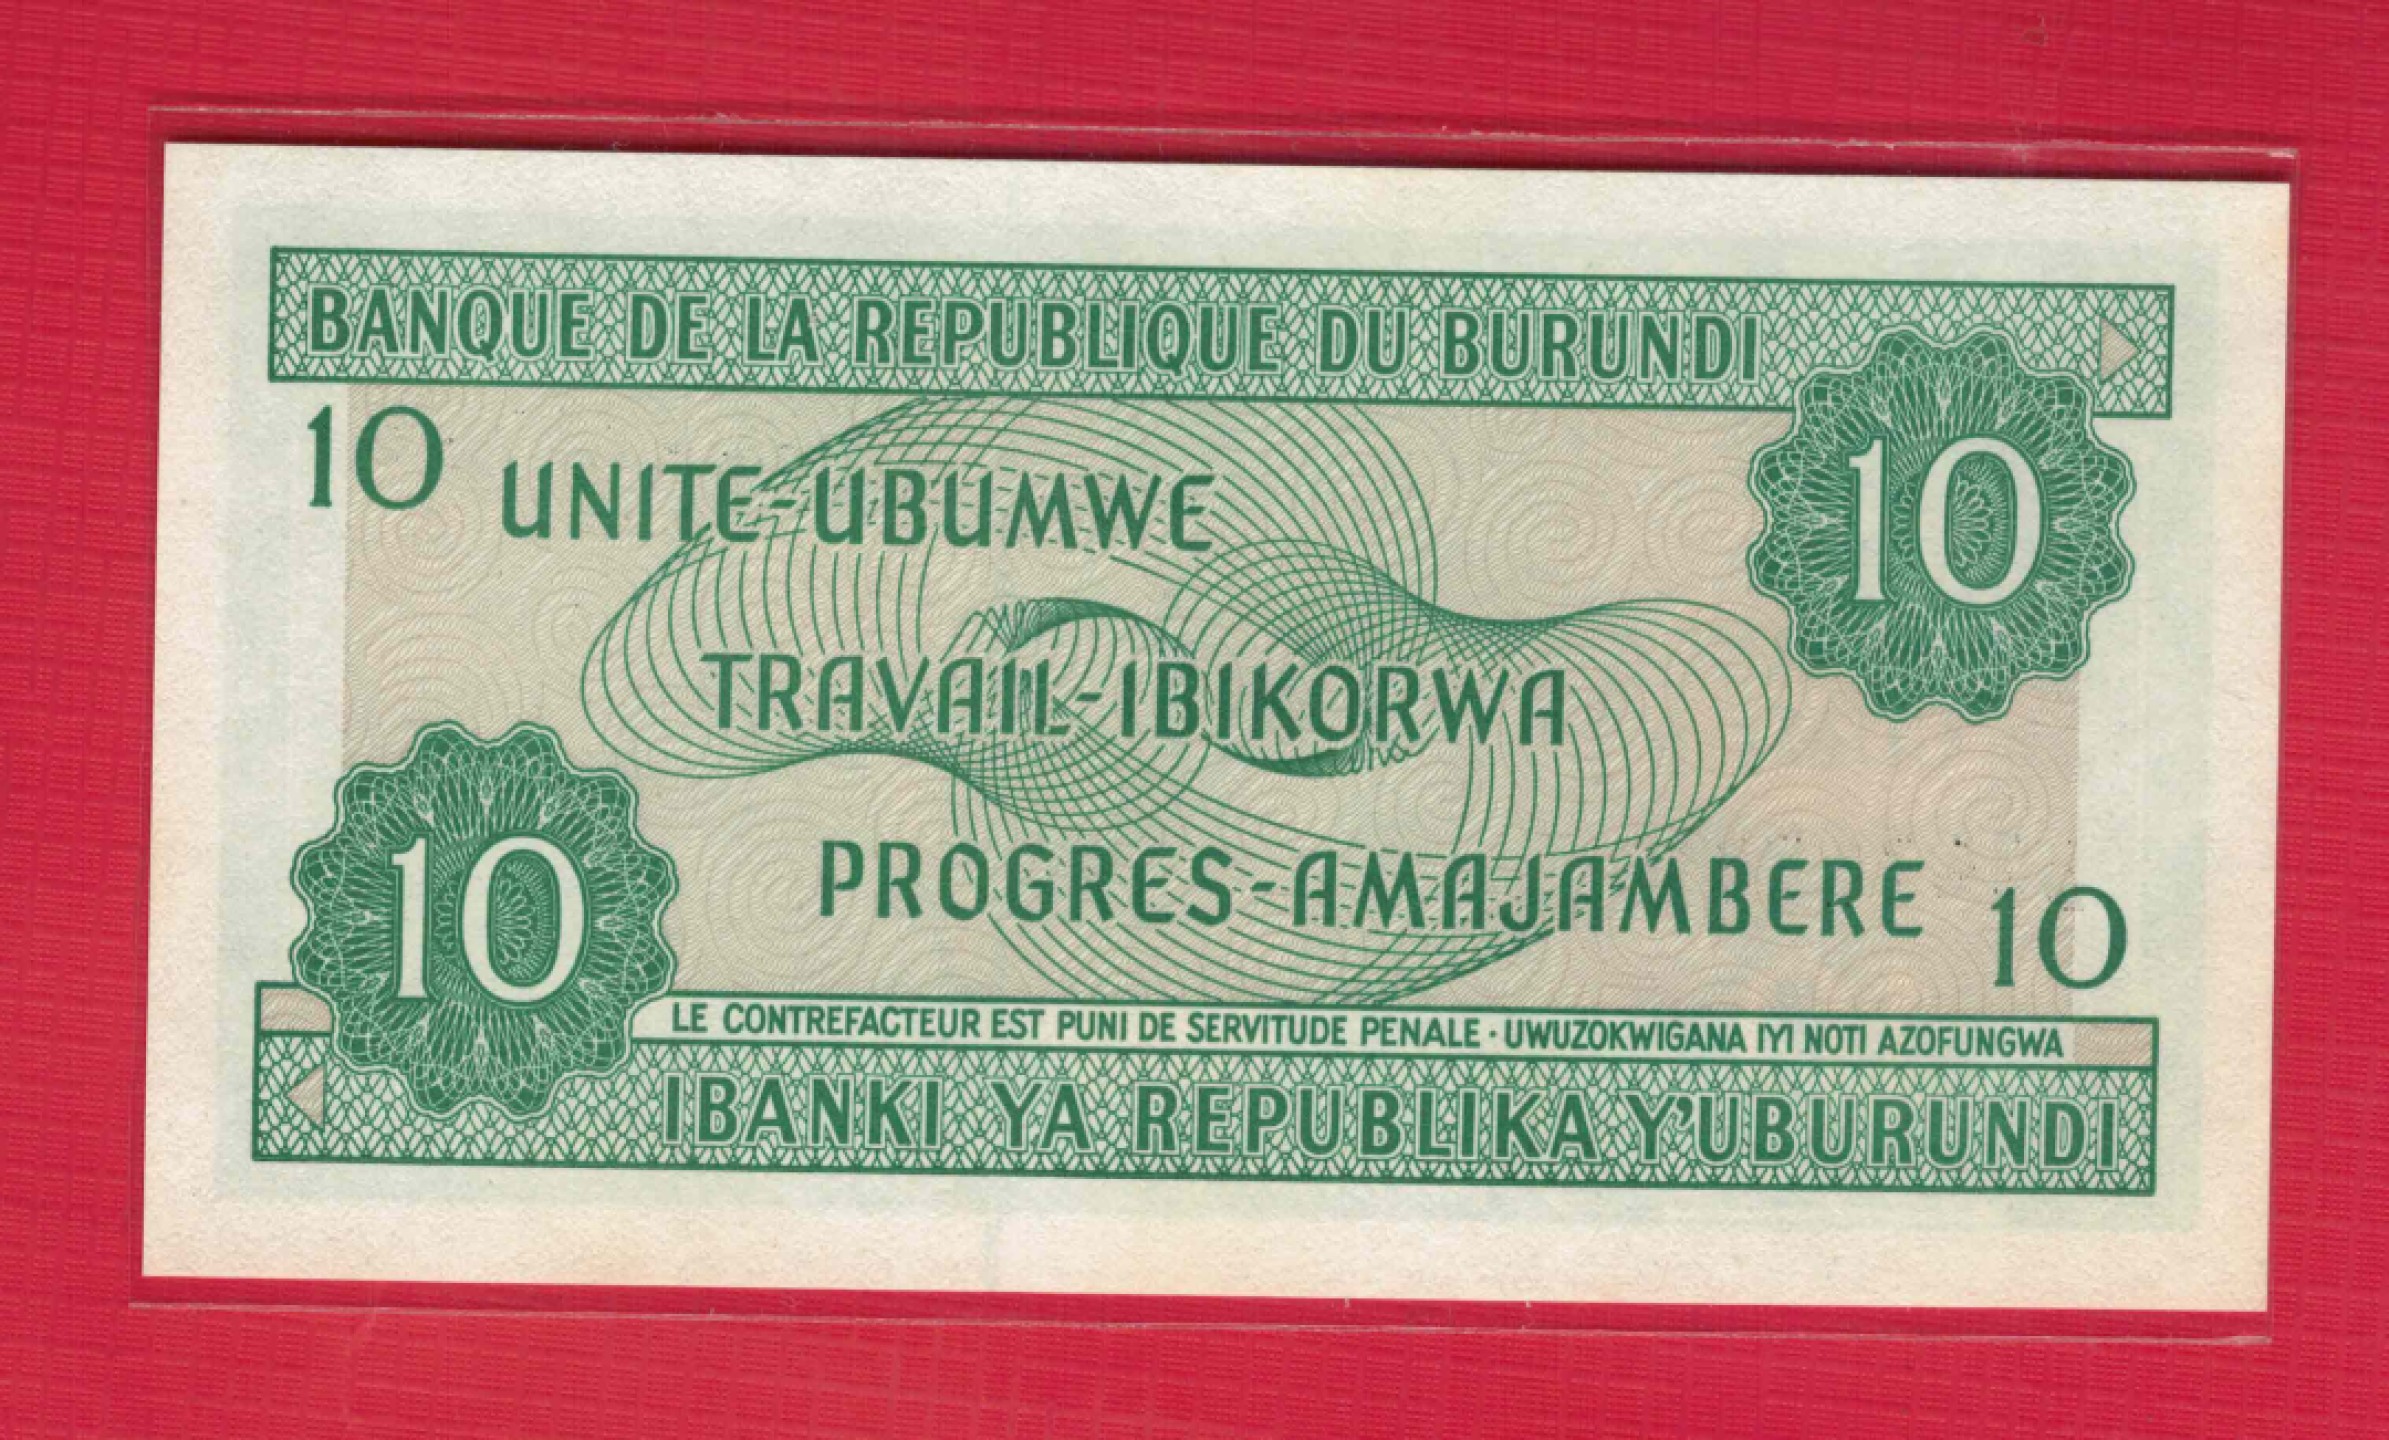 BANQUE DE LA REPUBLIQUE DU BURUNDI
10
10
UNITE-UBUMWE
TRAVAIL-IBIKORWA
PROGRES-AMAJAMBERE
10
10
LE CONTREFACTEUR EST PUNI DE SERVITUDE PENALE · UWUZOKWIGANA IYI NOTI AZOFUNGWA
IBANKI YA REPUBLIKA Y'UBURUNDI